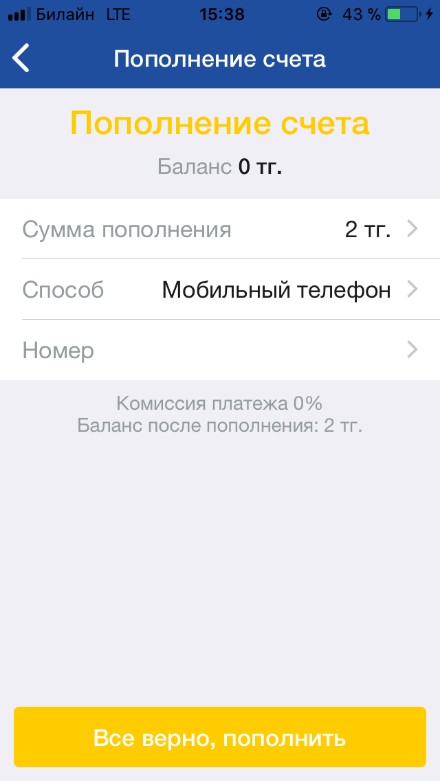 Билайн LTE 15:38 43 %
Пополнение счета
Пополнение счета
Баланс 0 тг.
Сумма пополнения 2 тг.
Способ Мобильный телефон
Номер
Комиссия платежа 0%
Баланс после пополнения: 2 тг.
Все верно, пополнить